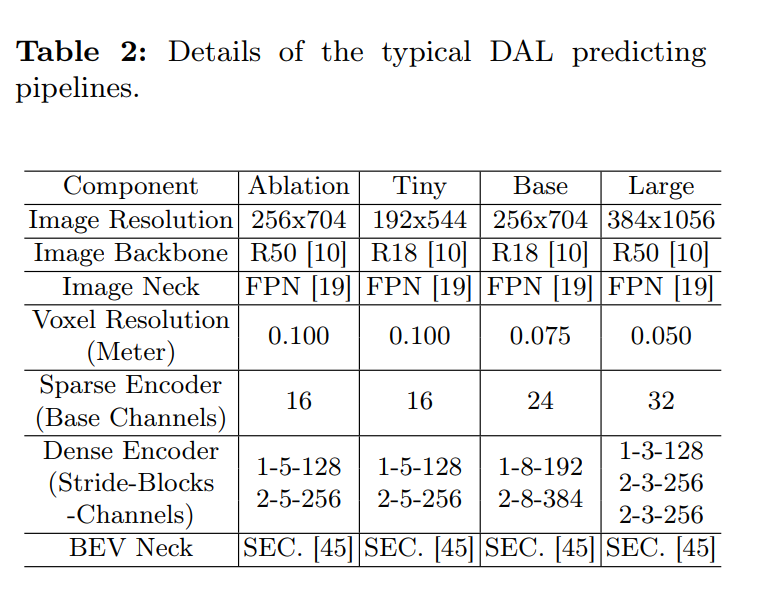 Table 2: Details of the typical DAL predicting
pipelines.
Component Ablation Tiny Base Large
Image Resolution 256x704 192x544 256x704 384x1056
Image Backbone R50 [10] R18 [10] R18 [10] R50 [10]
Image Neck FPN [19] FPN [19] FPN [19] FPN [19]
Voxel Resolution
(Meter) 0.100 0.100 0.075 0.050
Sparse Encoder
(Base Channels) 16 16 24 32
Dense Encoder
(Stride-Blocks
-Channels)
1-5-128 1-5-128 1-8-192 1-3-128
2-5-256 2-5-256 2-8-384 2-3-256
2-3-256
BEV Neck SEC. [45] SEC. [45] SEC. [45] SEC. [45]